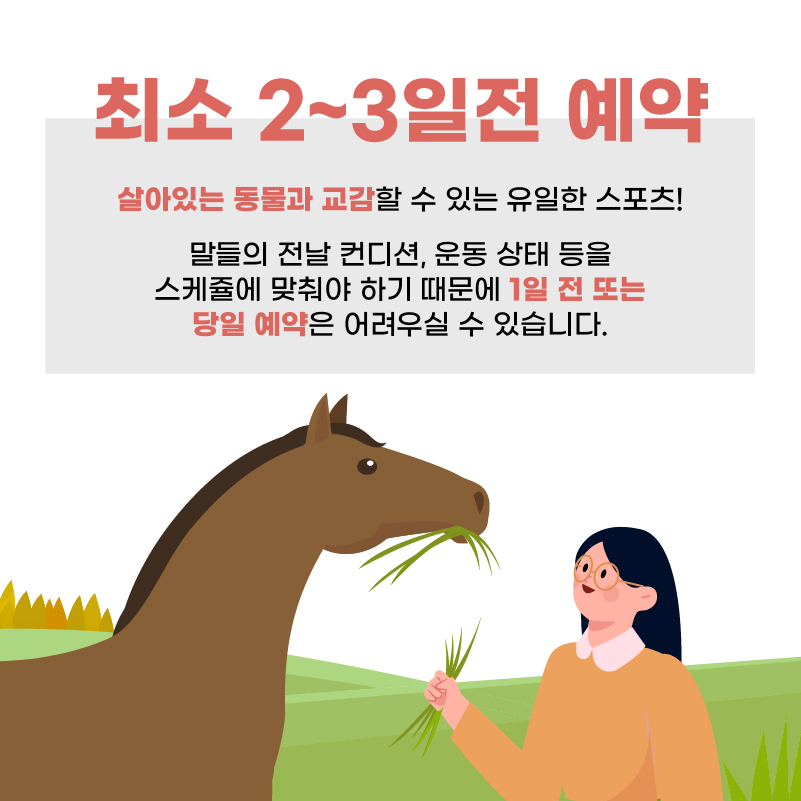 최소 2~3일전 예약
살아있는 동물과 교감할 수 있는 유일한 스포츠!
말들의 전날 컨디션, 운동 상태 등을
스케쥴에 맞춰야 하기 때문에 1일 전 또는
당일 예약은 어려우실 수 있습니다.